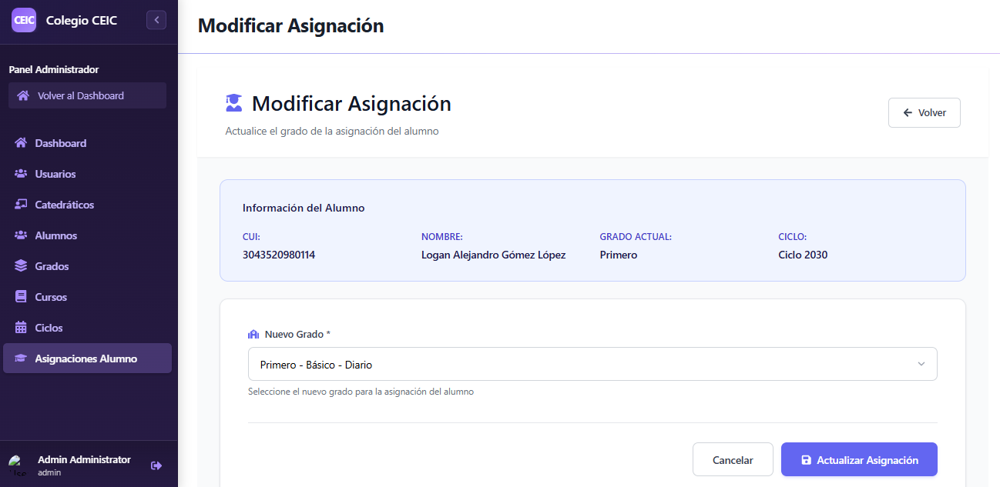 CEIC Colegio CEIC
Panel Administrador
Volver al Dashboard
Dashboard
Usuarios
Catedráticos
Alumnos
Grados
Cursos
Ciclos
Asignaciones Alumno
Admin Administrator
admin
Modificar Asignación
Modificar Asignación
Actualice el grado de la asignación del alumno
Volver
Información del Alumno
CUI: NOMBRE: GRADO ACTUAL: CICLO:
3043520980114 Logan Alejandro Gómez López Primero Ciclo 2030
Nuevo Grado *
Primero - Básico - Diario
Seleccione el nuevo grado para la asignación del alumno
Cancelar Actualizar Asignación